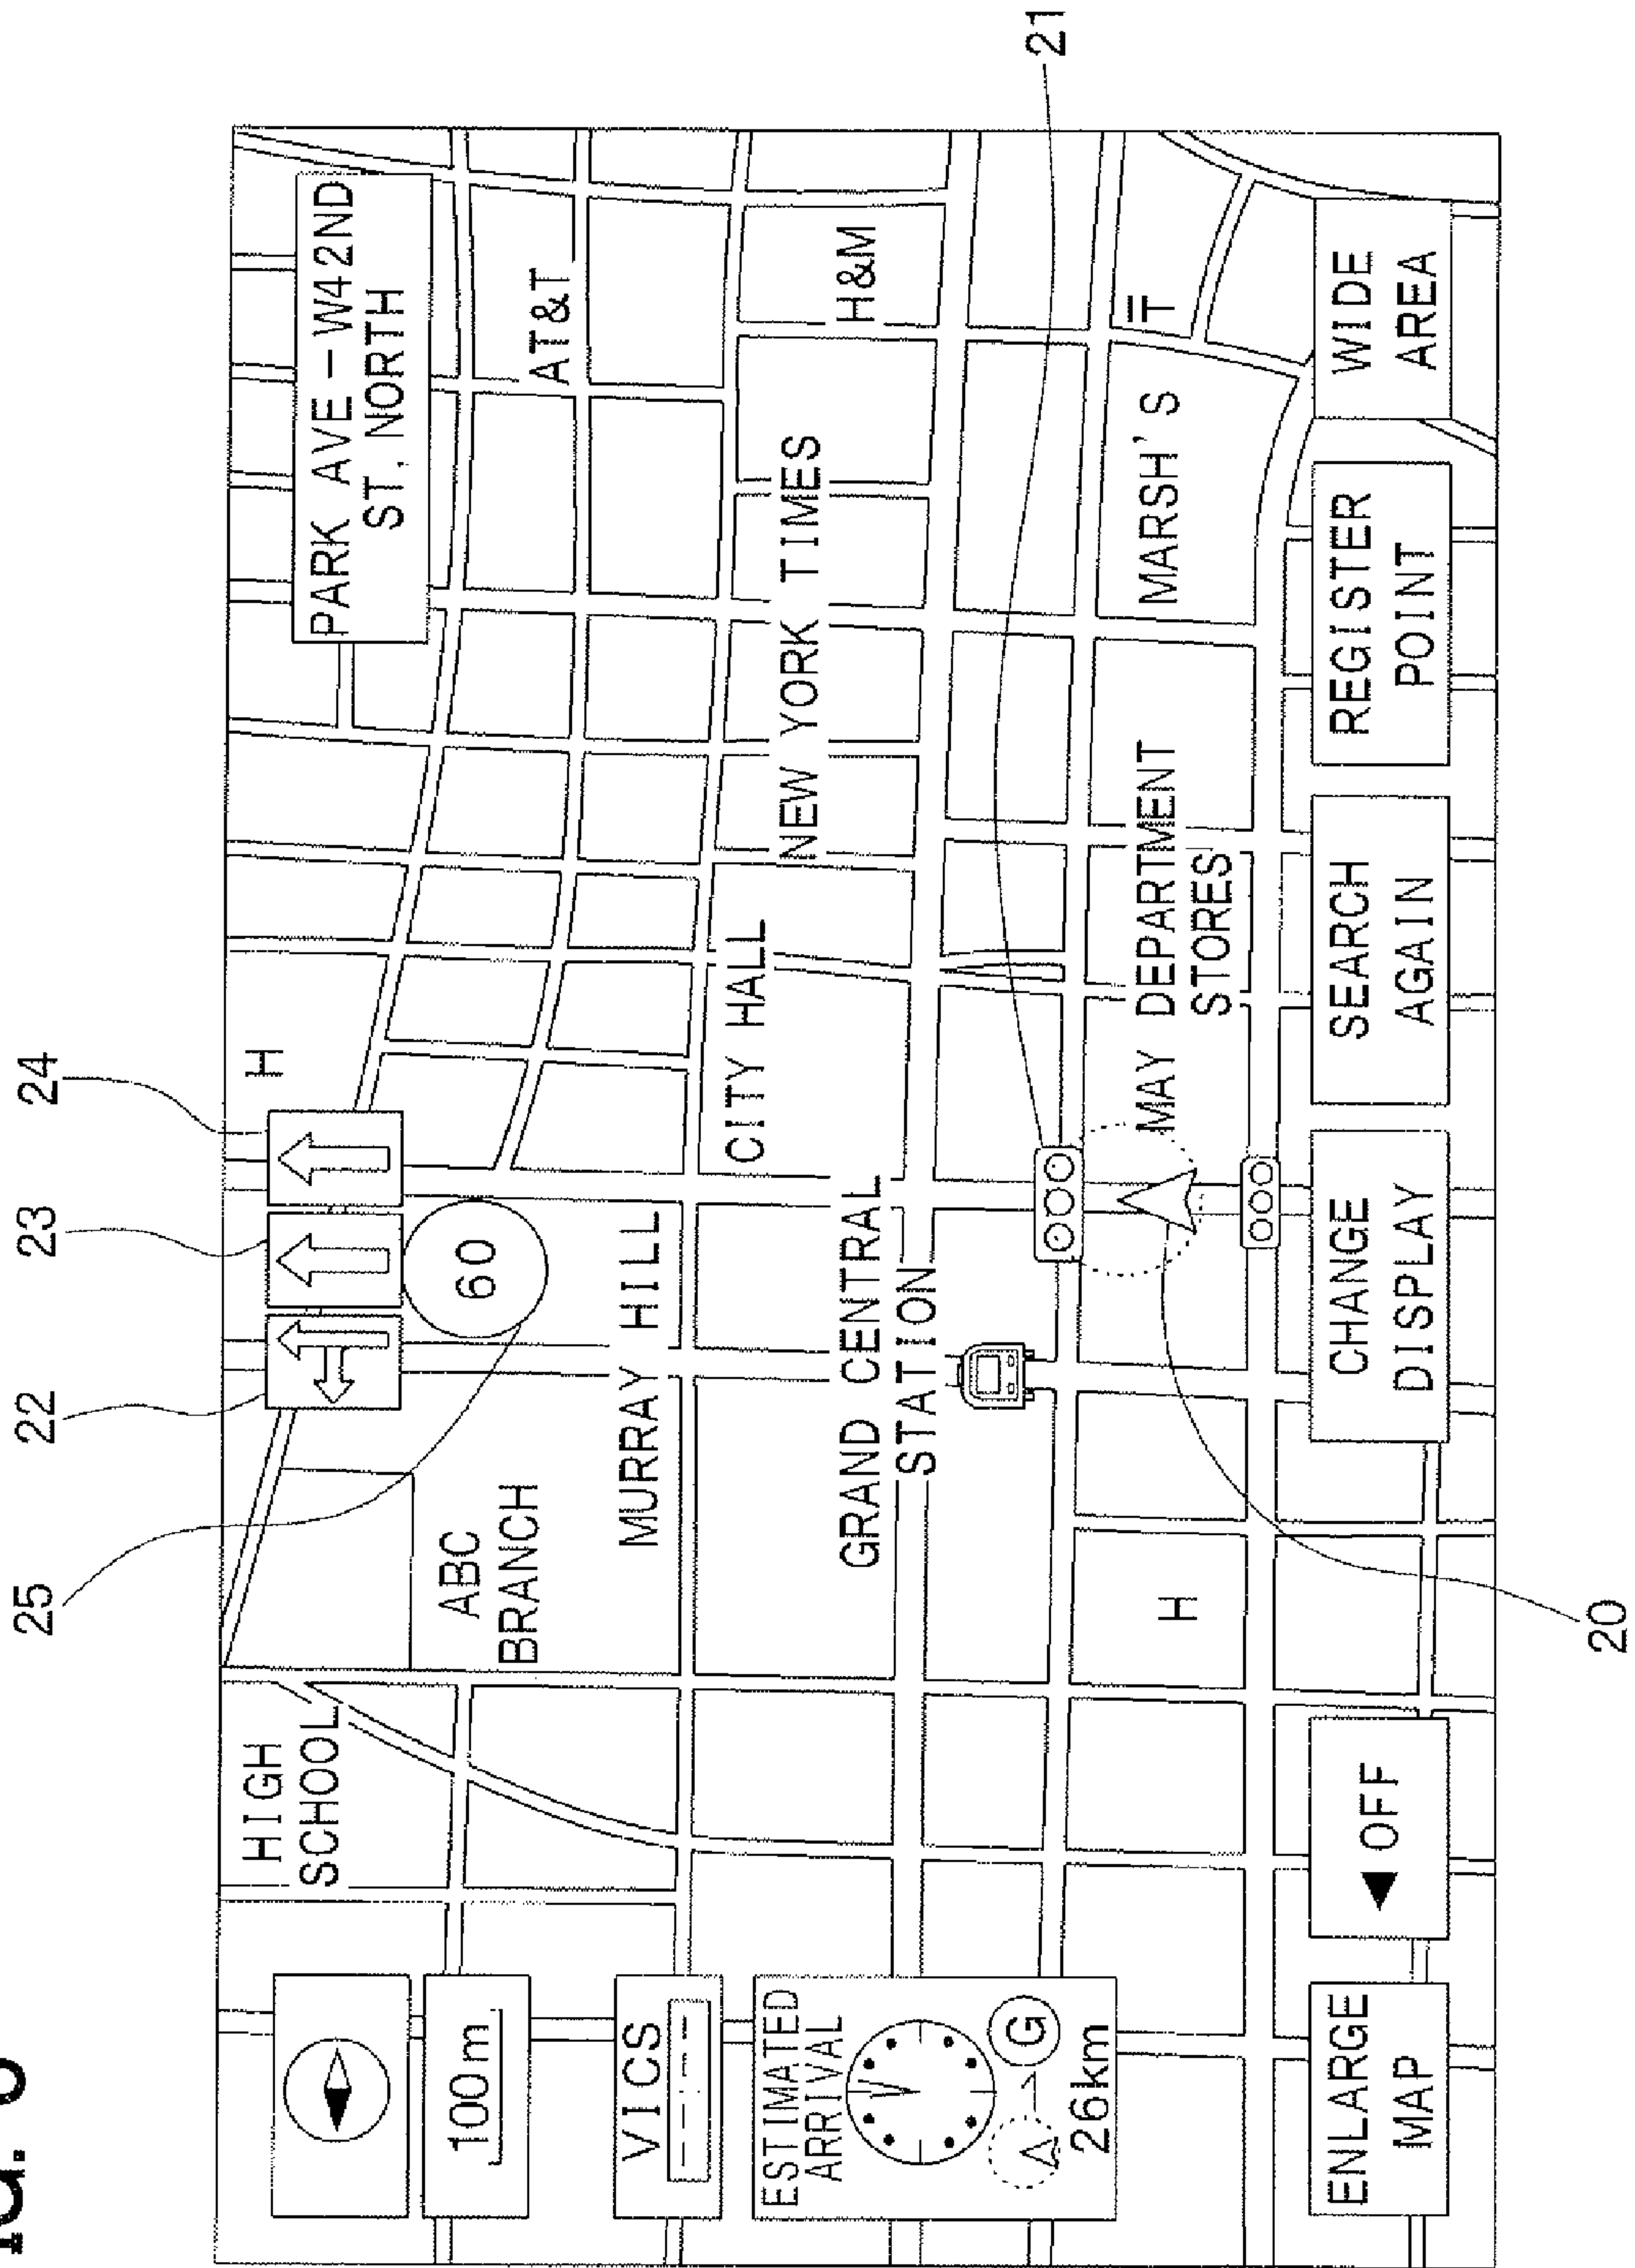 25
22
23
24
21
20
HIGH
SCHOOL
H
PARK AVE-W42ND
ST. NORTH
100m
ABC
BRANCH
60
AT&T
VICS
MURRAY HILL
CITY HALL
NEW YORK TIMES
H&M
ESTIMATED
ARRIVAL
G
26km
GRAND CENTRAL
STATION
H
MAY DEPARTMENT
STORES
MARSH'S
T
ENLARGE
MAP
◀OFF
CHANGE
DISPLAY
SEARCH
AGAIN
REGISTER
POINT
WIDE
AREA